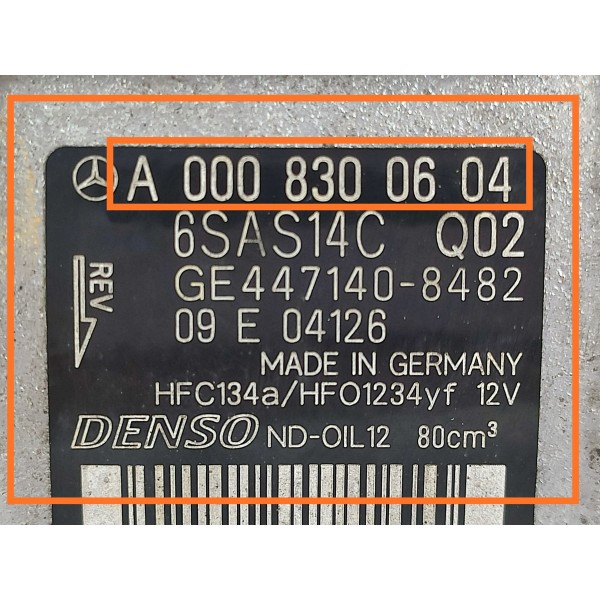 A 000 830 06 04
6SAS14C Q02
REV
GE447140-8482
09 E 04126
MADE IN GERMANY
HFC134a/HFO1234yf 12V
DENSO ND-OIL12 80cm³